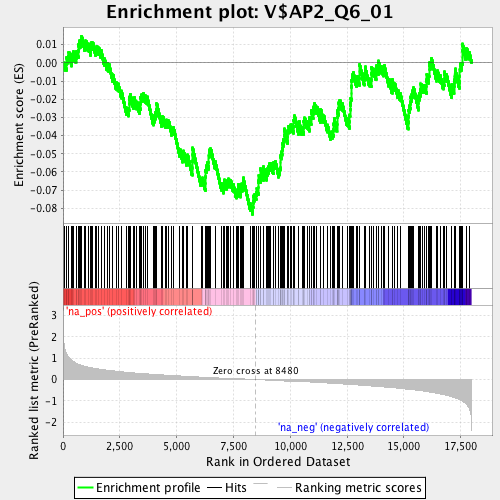 Enrichment plot: V$AP2_Q6_01
Enrichment score (ES)
0.01
0.00
-0.01
-0.02
-0.03
-0.04
-0.05
-0.06
-0.07
-0.08
'na_pos' (positively correlated)
Ranked list metric (PreRanked)
3
2
1
0
-1
-2
Zero cross at 8480
'na_neg' (negatively correlated)
0
2,500
5,000
7,500
10,000
12,500
15,000
17,500
Rank in Ordered Dataset
Enrichment profile
Hits
Ranking metric scores